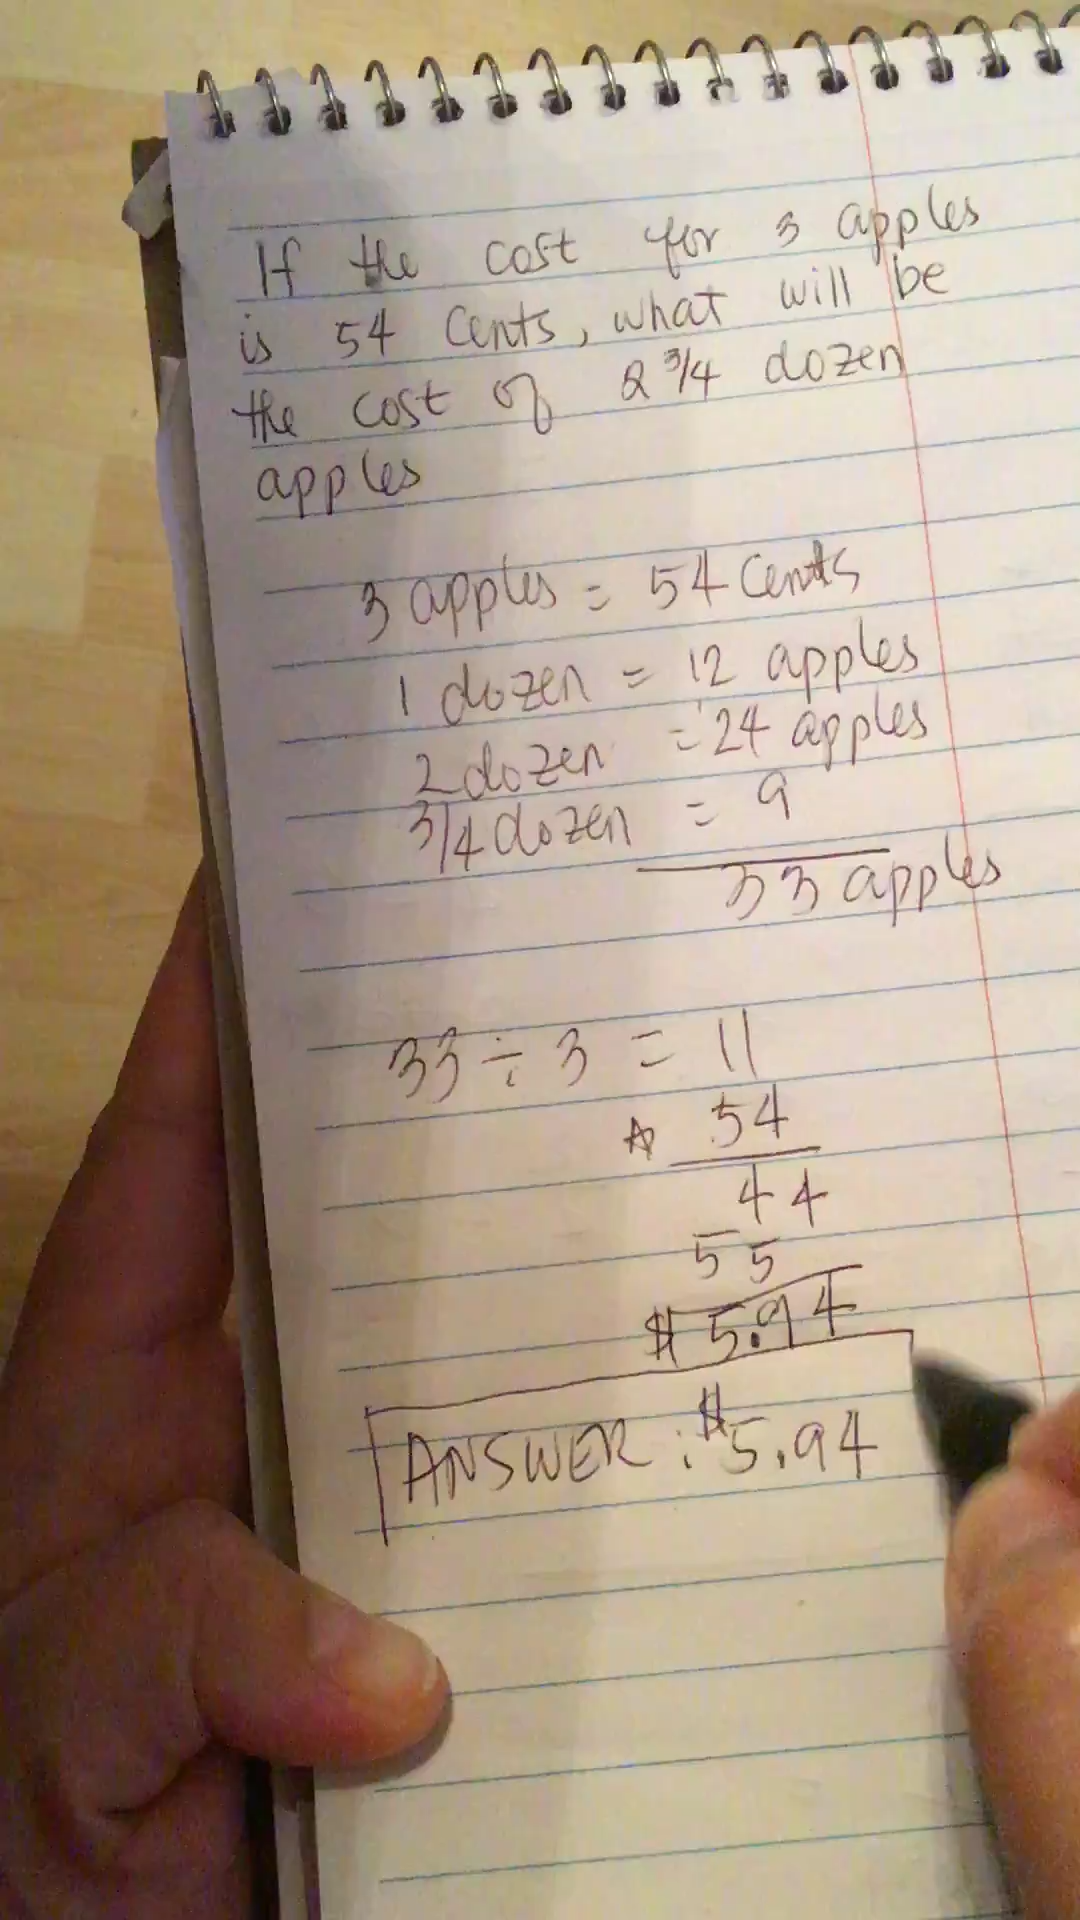 If the cost for 3 apples
is 54 Cents, what will be
the cost of 2 3/4 dozen
apples
3 apples = 54 Cents
1 dozen = 12 apples
2 dozen = 24 apples
3/4 dozen = 9
33 apples
33 ÷ 3 = 11
* 54
44
55
$ 5.94
ANSWER : $5.94